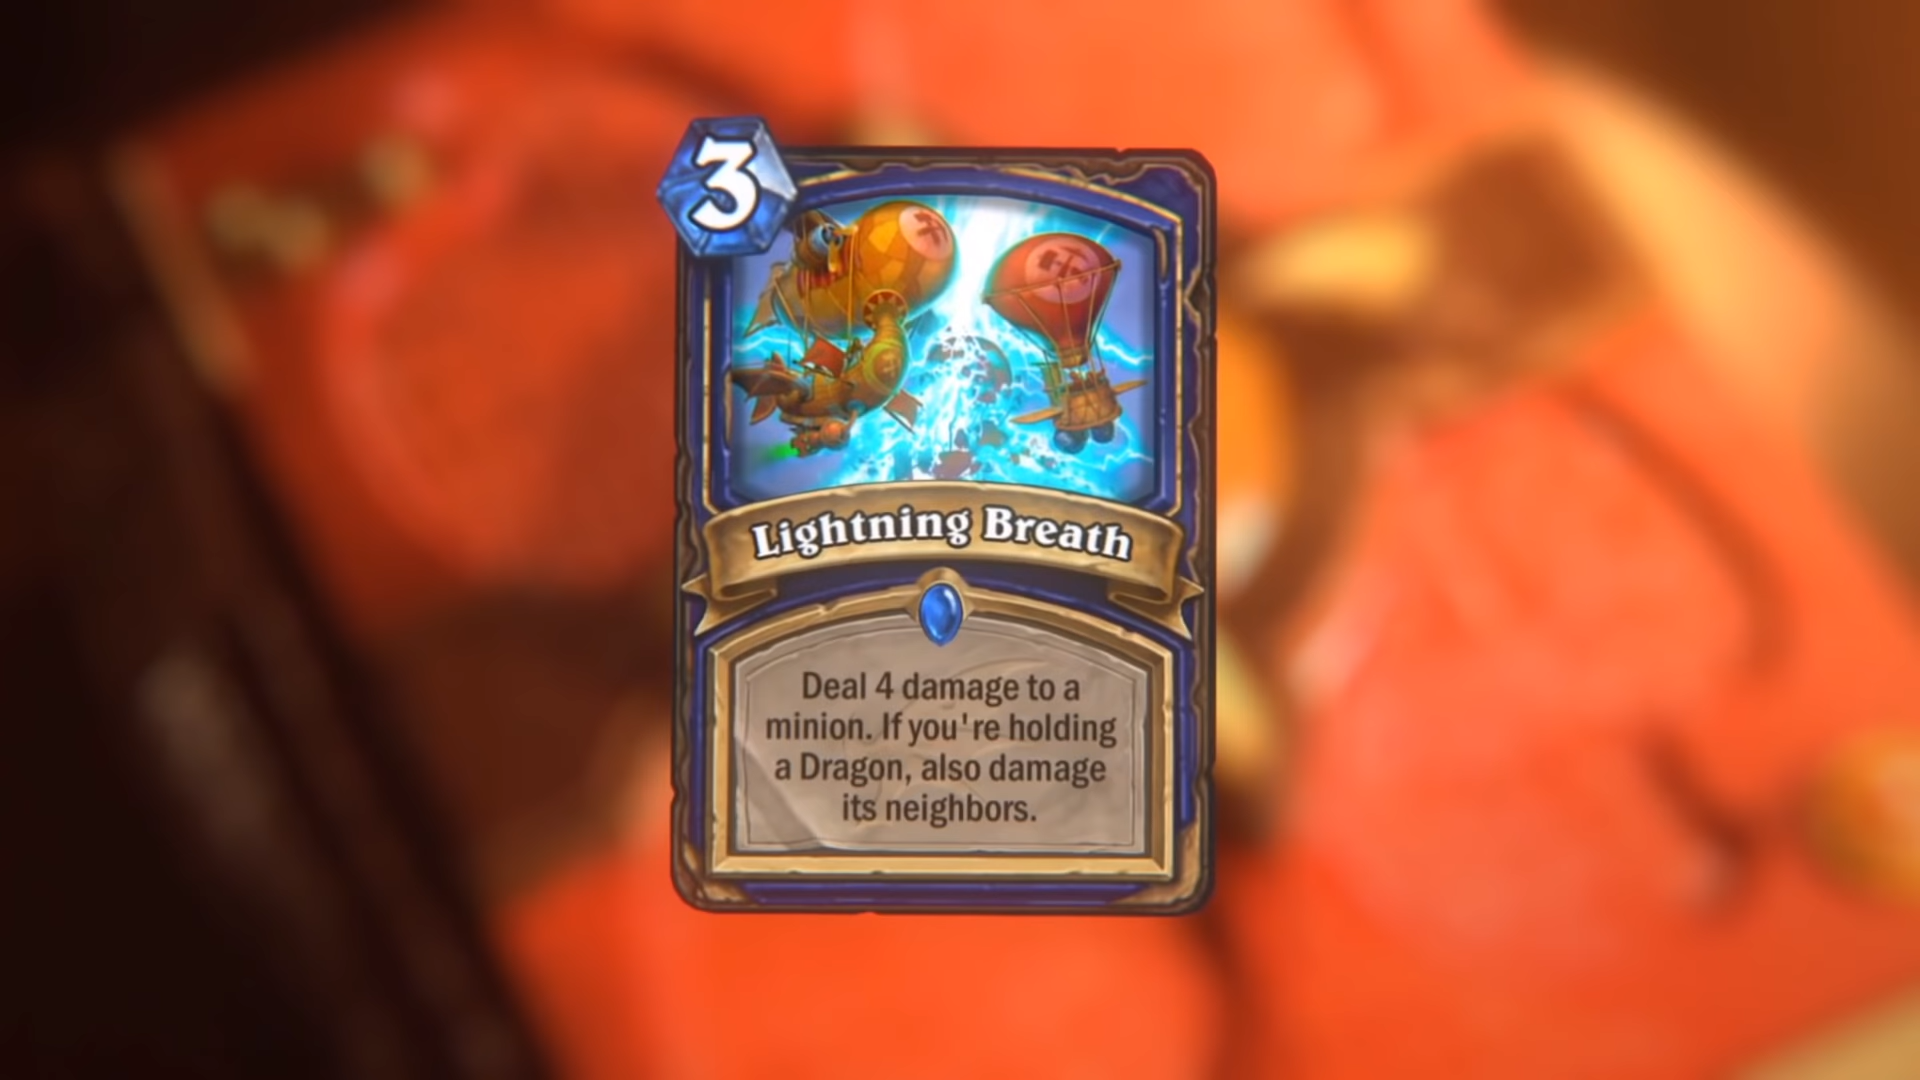 3
Lightning Breath
Deal 4 damage to a
minion. If you're holding
a Dragon, also damage
its neighbors.